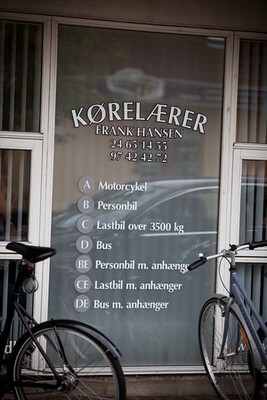 KØRELÆRER
FRANK HANSEN
24 65 14 55
97 42 42 72
A Motorcykel
B Personbil
C Lastbil over 3500 kg
D Bus
BE Personbil m. anhænger
CE Lastbil m. anhænger
DE Bus m. anhænger